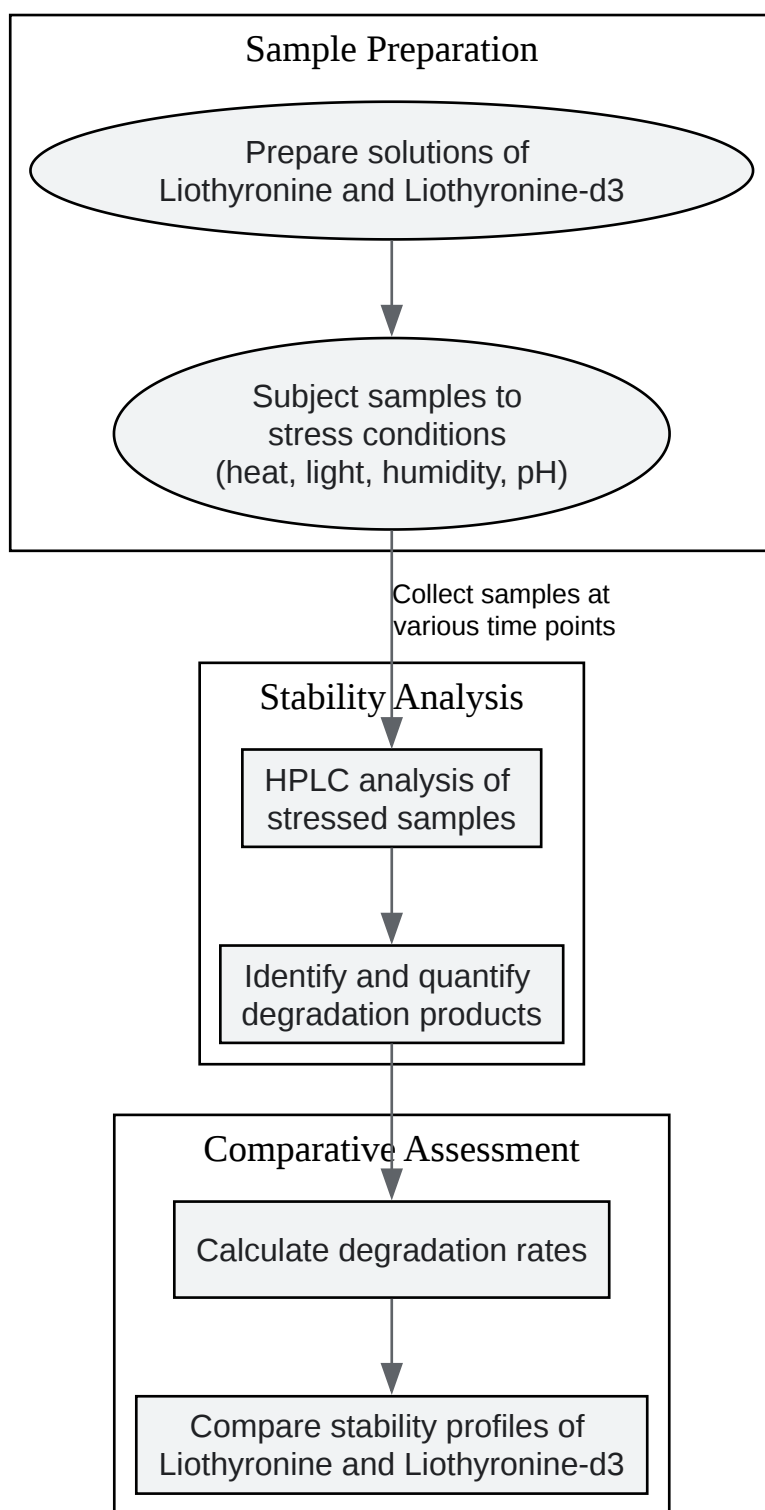 Sample Preparation
Prepare solutions of
Liothyronine and Liothyronine-d3
Subject samples to
stress conditions
(heat, light, humidity, pH)
Collect samples at
various time points
Stability Analysis
HPLC analysis of
stressed samples
Identify and quantify
degradation products
Comparative Assessment
Calculate degradation rates
Compare stability profiles of
Liothyronine and Liothyronine-d3